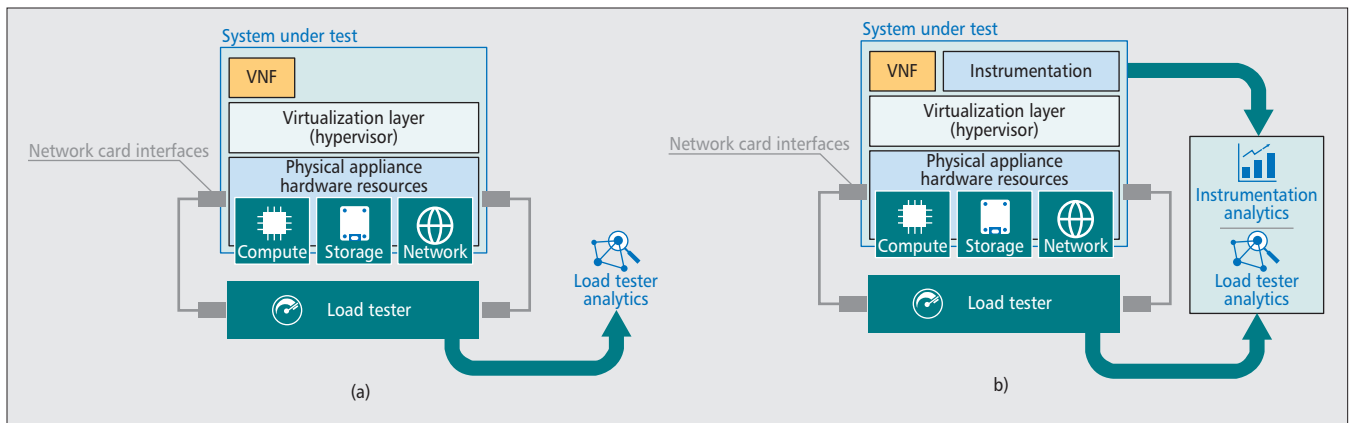 System under test
VNF
Virtualization layer
(hypervisor)
Network card interfaces
Physical appliance
hardware resources
Compute
Storage
Network
Load tester
Load tester
analytics
(a)
System under test
VNF
Instrumentation
Virtualization layer
(hypervisor)
Network card interfaces
Physical appliance
hardware resources
Compute
Storage
Network
Load tester
Instrumentation
analytics
Load tester
analytics
b)